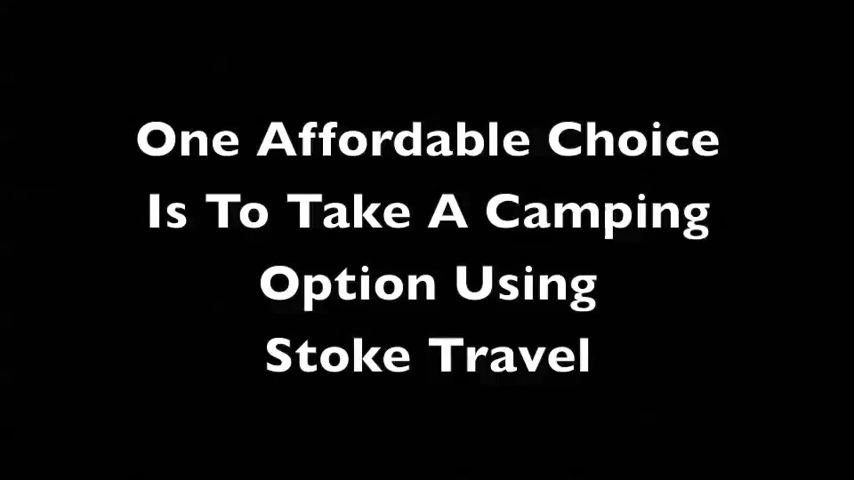 One Affordable Choice
Is To Take A Camping
Option Using
Stoke Travel